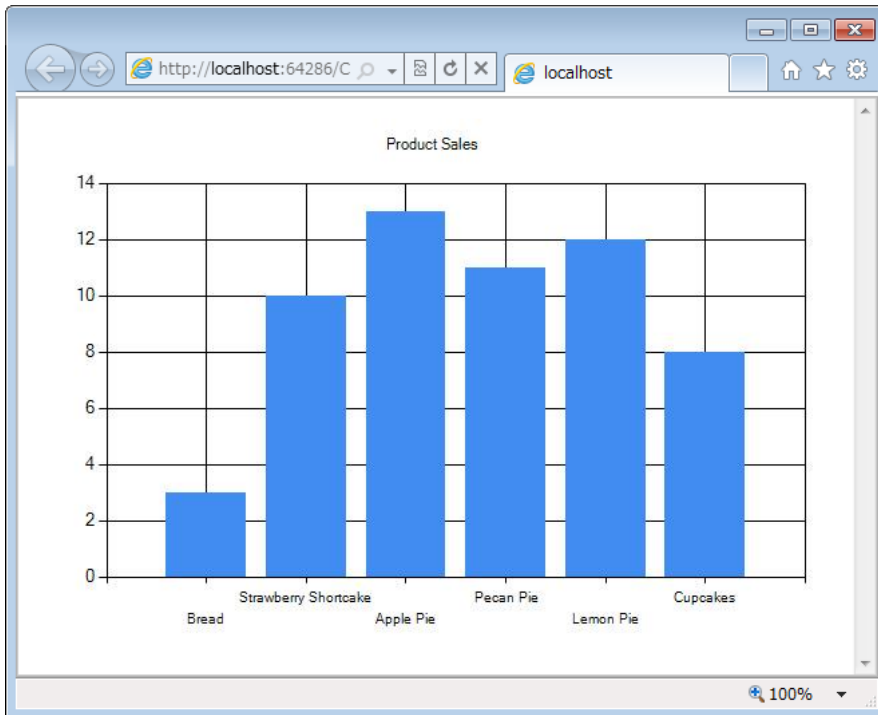 http://localhost:64286/C
localhost
Product Sales
14
12
10
8
6
4
2
0
Strawberry Shortcake Pecan Pie Cupcakes
Bread Apple Pie Lemon Pie
100%